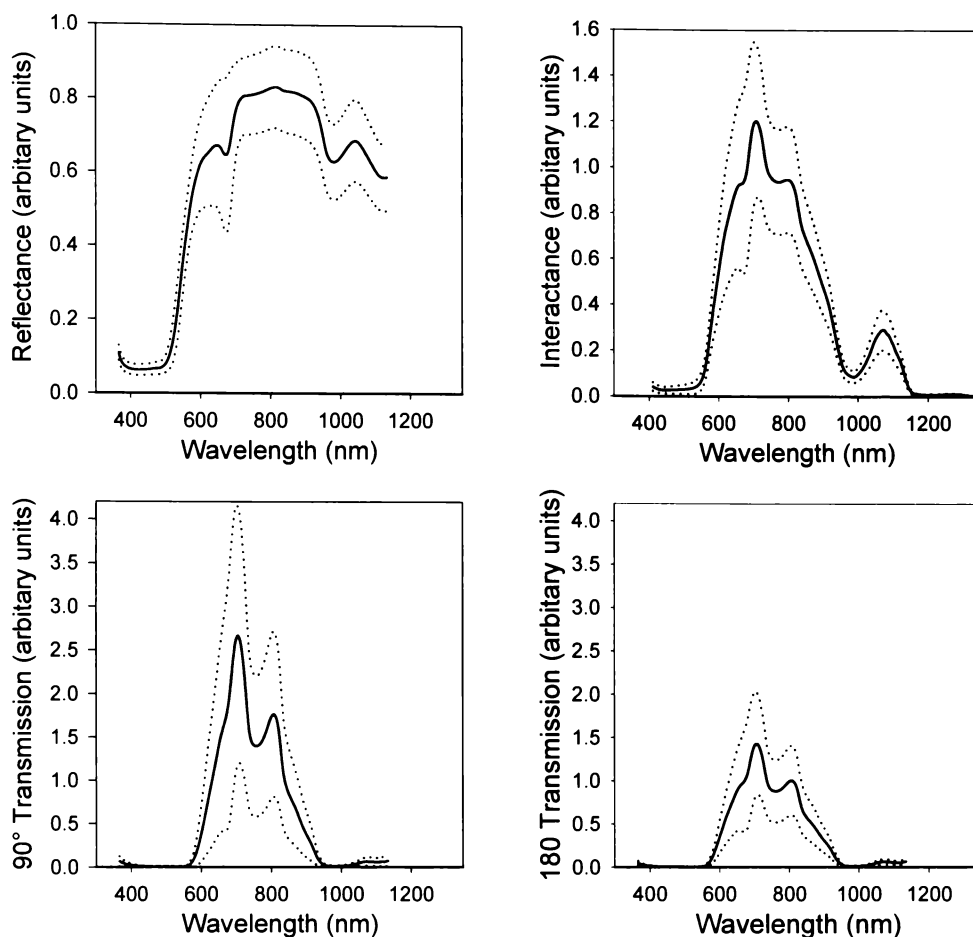 Reflectance (arbitary units)
1.0
0.8
0.6
0.4
0.2
0.0
400 600 800 1000 1200
Wavelength (nm)
Interactance (arbitary units)
1.6
1.4
1.2
1.0
0.8
0.6
0.4
0.2
0.0
400 600 800 1000 1200
Wavelength (nm)
90° Transmission (arbitary units)
4.0
3.5
3.0
2.5
2.0
1.5
1.0
0.5
0.0
400 600 800 1000 1200
Wavelength (nm)
180 Transmission (arbitary units)
4.0
3.5
3.0
2.5
2.0
1.5
1.0
0.5
0.0
400 600 800 1000 1200
Wavelength (nm)